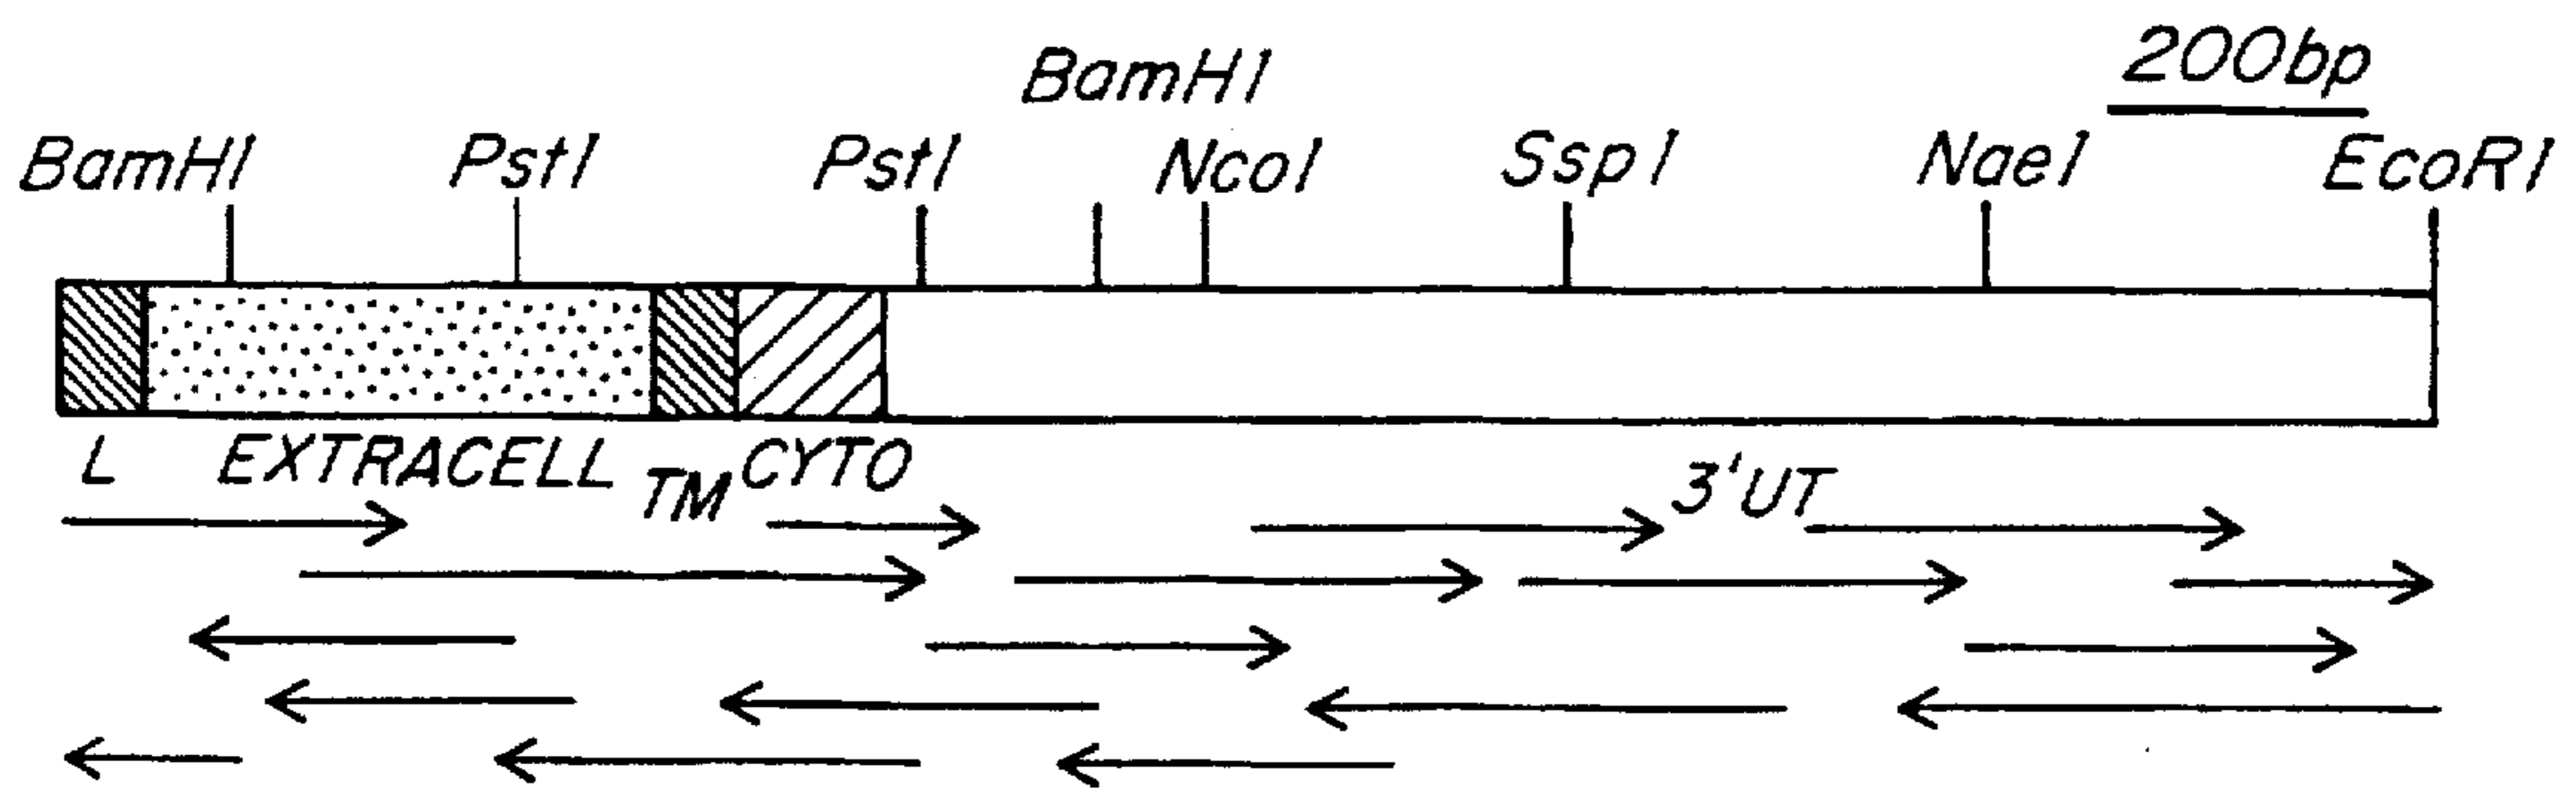 200bp
BamHI
BamHI PstI PstI NcoI SspI NaeI EcoRI
L EXTRACELL TM CYTO 3'UT